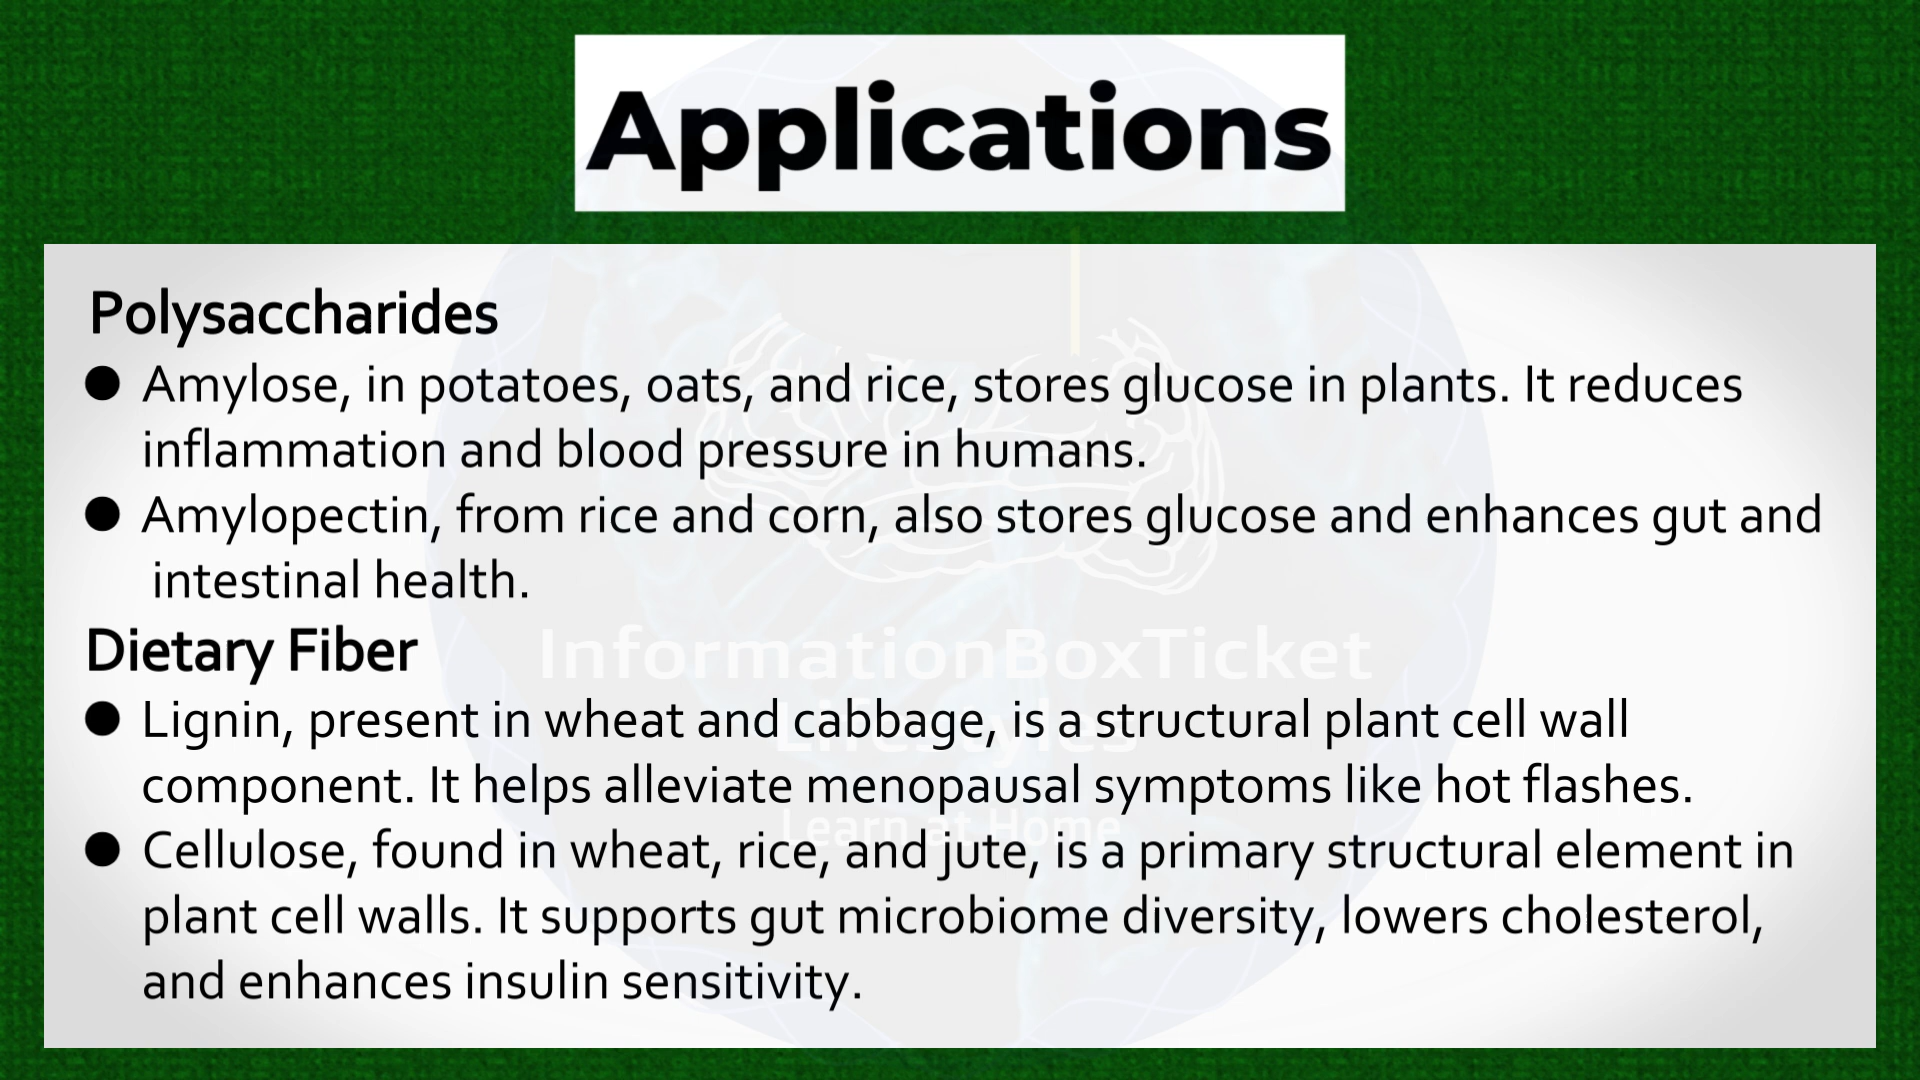 Applications
Polysaccharides
● Amylose, in potatoes, oats, and rice, stores glucose in plants. It reduces
inflammation and blood pressure in humans.
● Amylopectin, from rice and corn, also stores glucose and enhances gut and
intestinal health.
Dietary Fiber
InformationBoxTicket
● Lignin, present in wheat and cabbage, is a structural plant cell wall
Lifestyles
component. It helps alleviate menopausal symptoms like hot flashes.
Learn at Home
● Cellulose, found in wheat, rice, and jute, is a primary structural element in
plant cell walls. It supports gut microbiome diversity, lowers cholesterol,
and enhances insulin sensitivity.